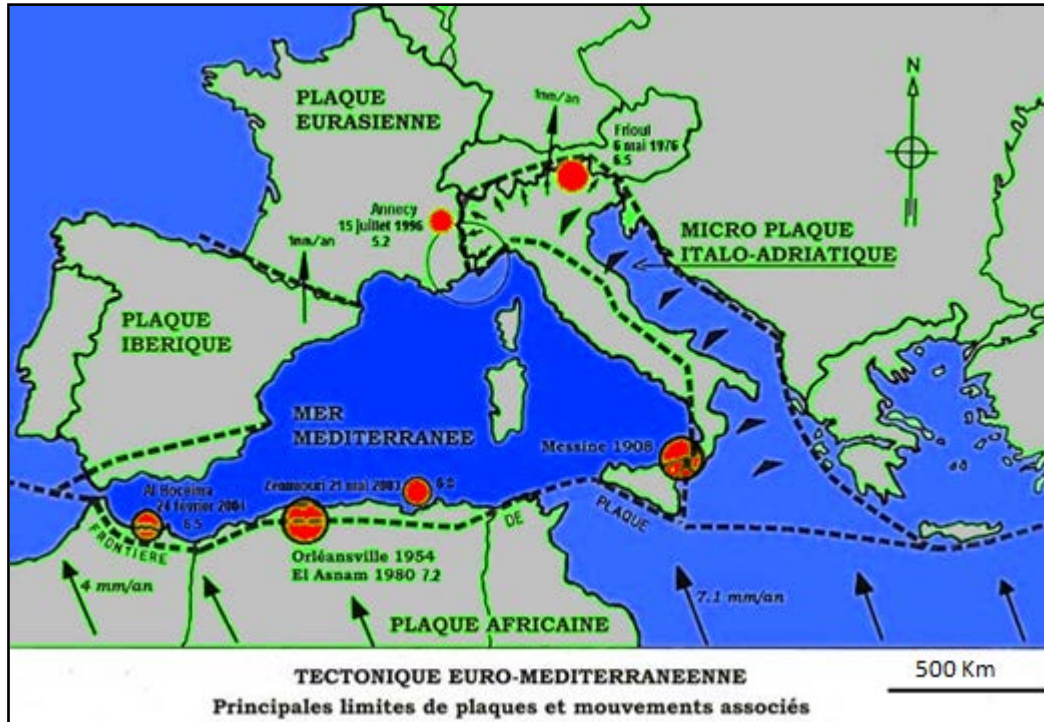 N
PLAQUE
EURASIENNE
1mm/an
Frioul
6 mai 1976
6.5
Annecy
15 juillet 1996
5.2
1mm/an
MICRO PLAQUE
ITALO-ADRIATIQUE
PLAQUE
IBERIQUE
MER
MEDITERRANEE
Messine 1908
Al Hoceima
24 février 2004
6.5
Zemmouri 21 mai 2003
6.8
FRONTIERE
DE
PLAQUE
Orléansville 1954
El Asnam 1980 7.2
4 mm/an
7.1 mm/an
PLAQUE AFRICAINE
TECTONIQUE EURO-MEDITERRANEENNE
500 Km
Principales limites de plaques et mouvements associés